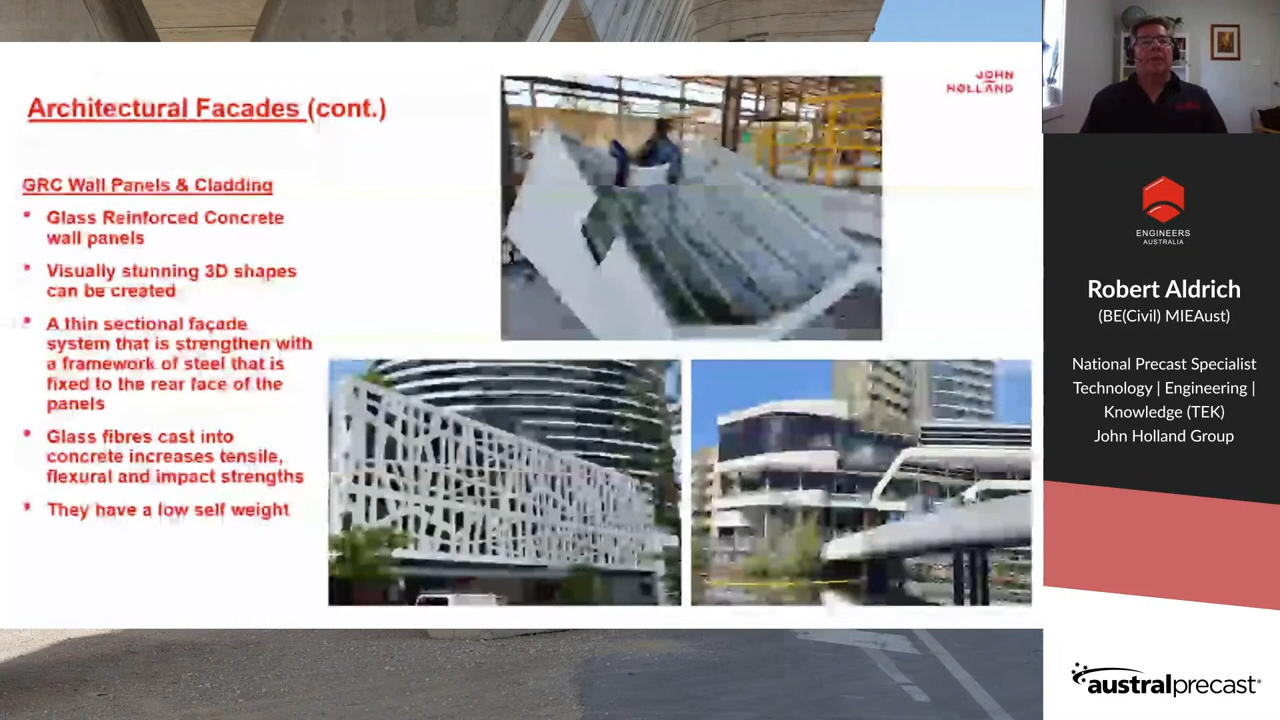 Architectural Facades (cont.)
JOHN
HOLLAND
GRC Wall Panels & Cladding
• Glass Reinforced Concrete
wall panels
• Visually stunning 3D shapes
can be created
• A thin sectional façade
system that is strengthen with
a framework of steel that is
fixed to the rear face of the
panels
• Glass fibres cast into
concrete increases tensile,
flexural and impact strengths
• They have a low self weight
ENGINEERS
AUSTRALIA
Robert Aldrich
(BE(Civil) MIEAust)
National Precast Specialist
Technology | Engineering |
Knowledge (TEK)
John Holland Group
australprecast®